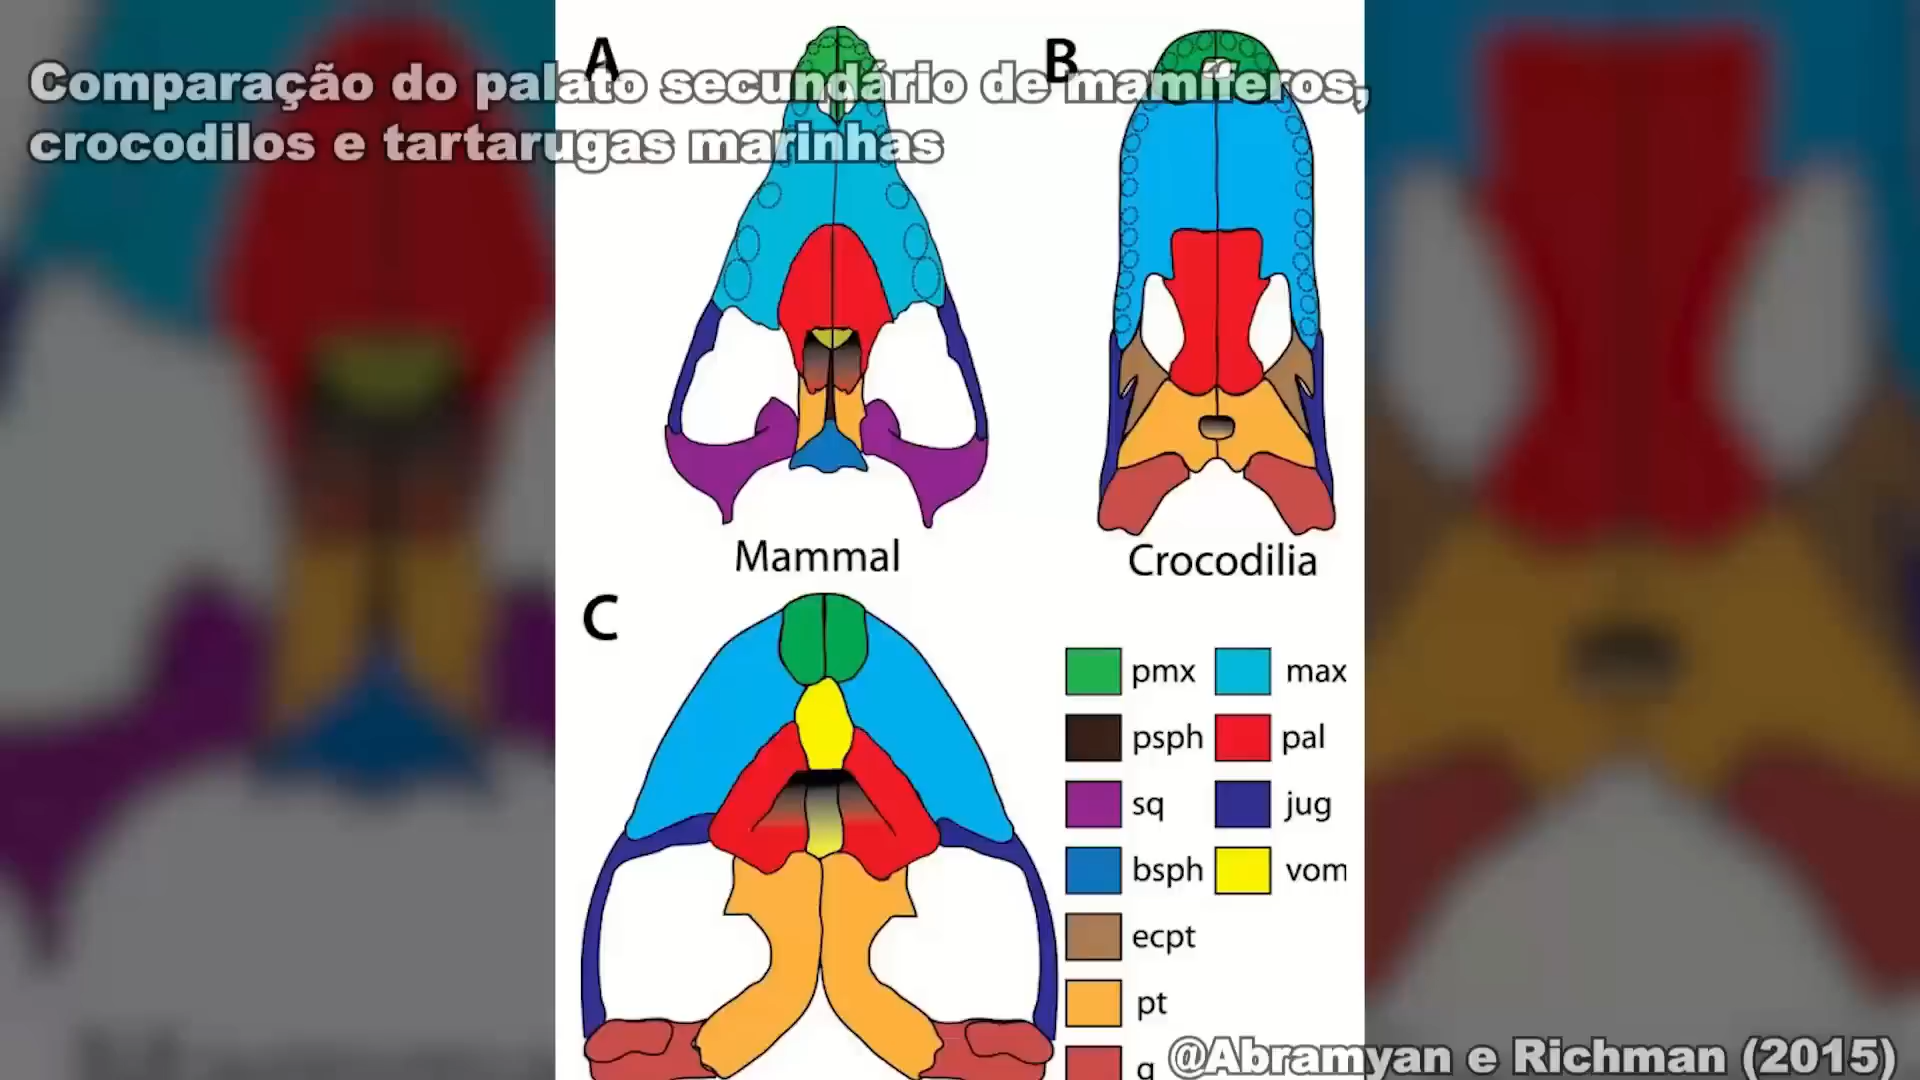 Comparação do palato secundário de mamíferos,
crocodilos e tartarugas marinhas
A
B
Mammal
Crocodilia
C
pmx
max
psph
pal
sq
jug
bsph
vom
ecpt
pt
q
@Abramyan e Richman (2015)